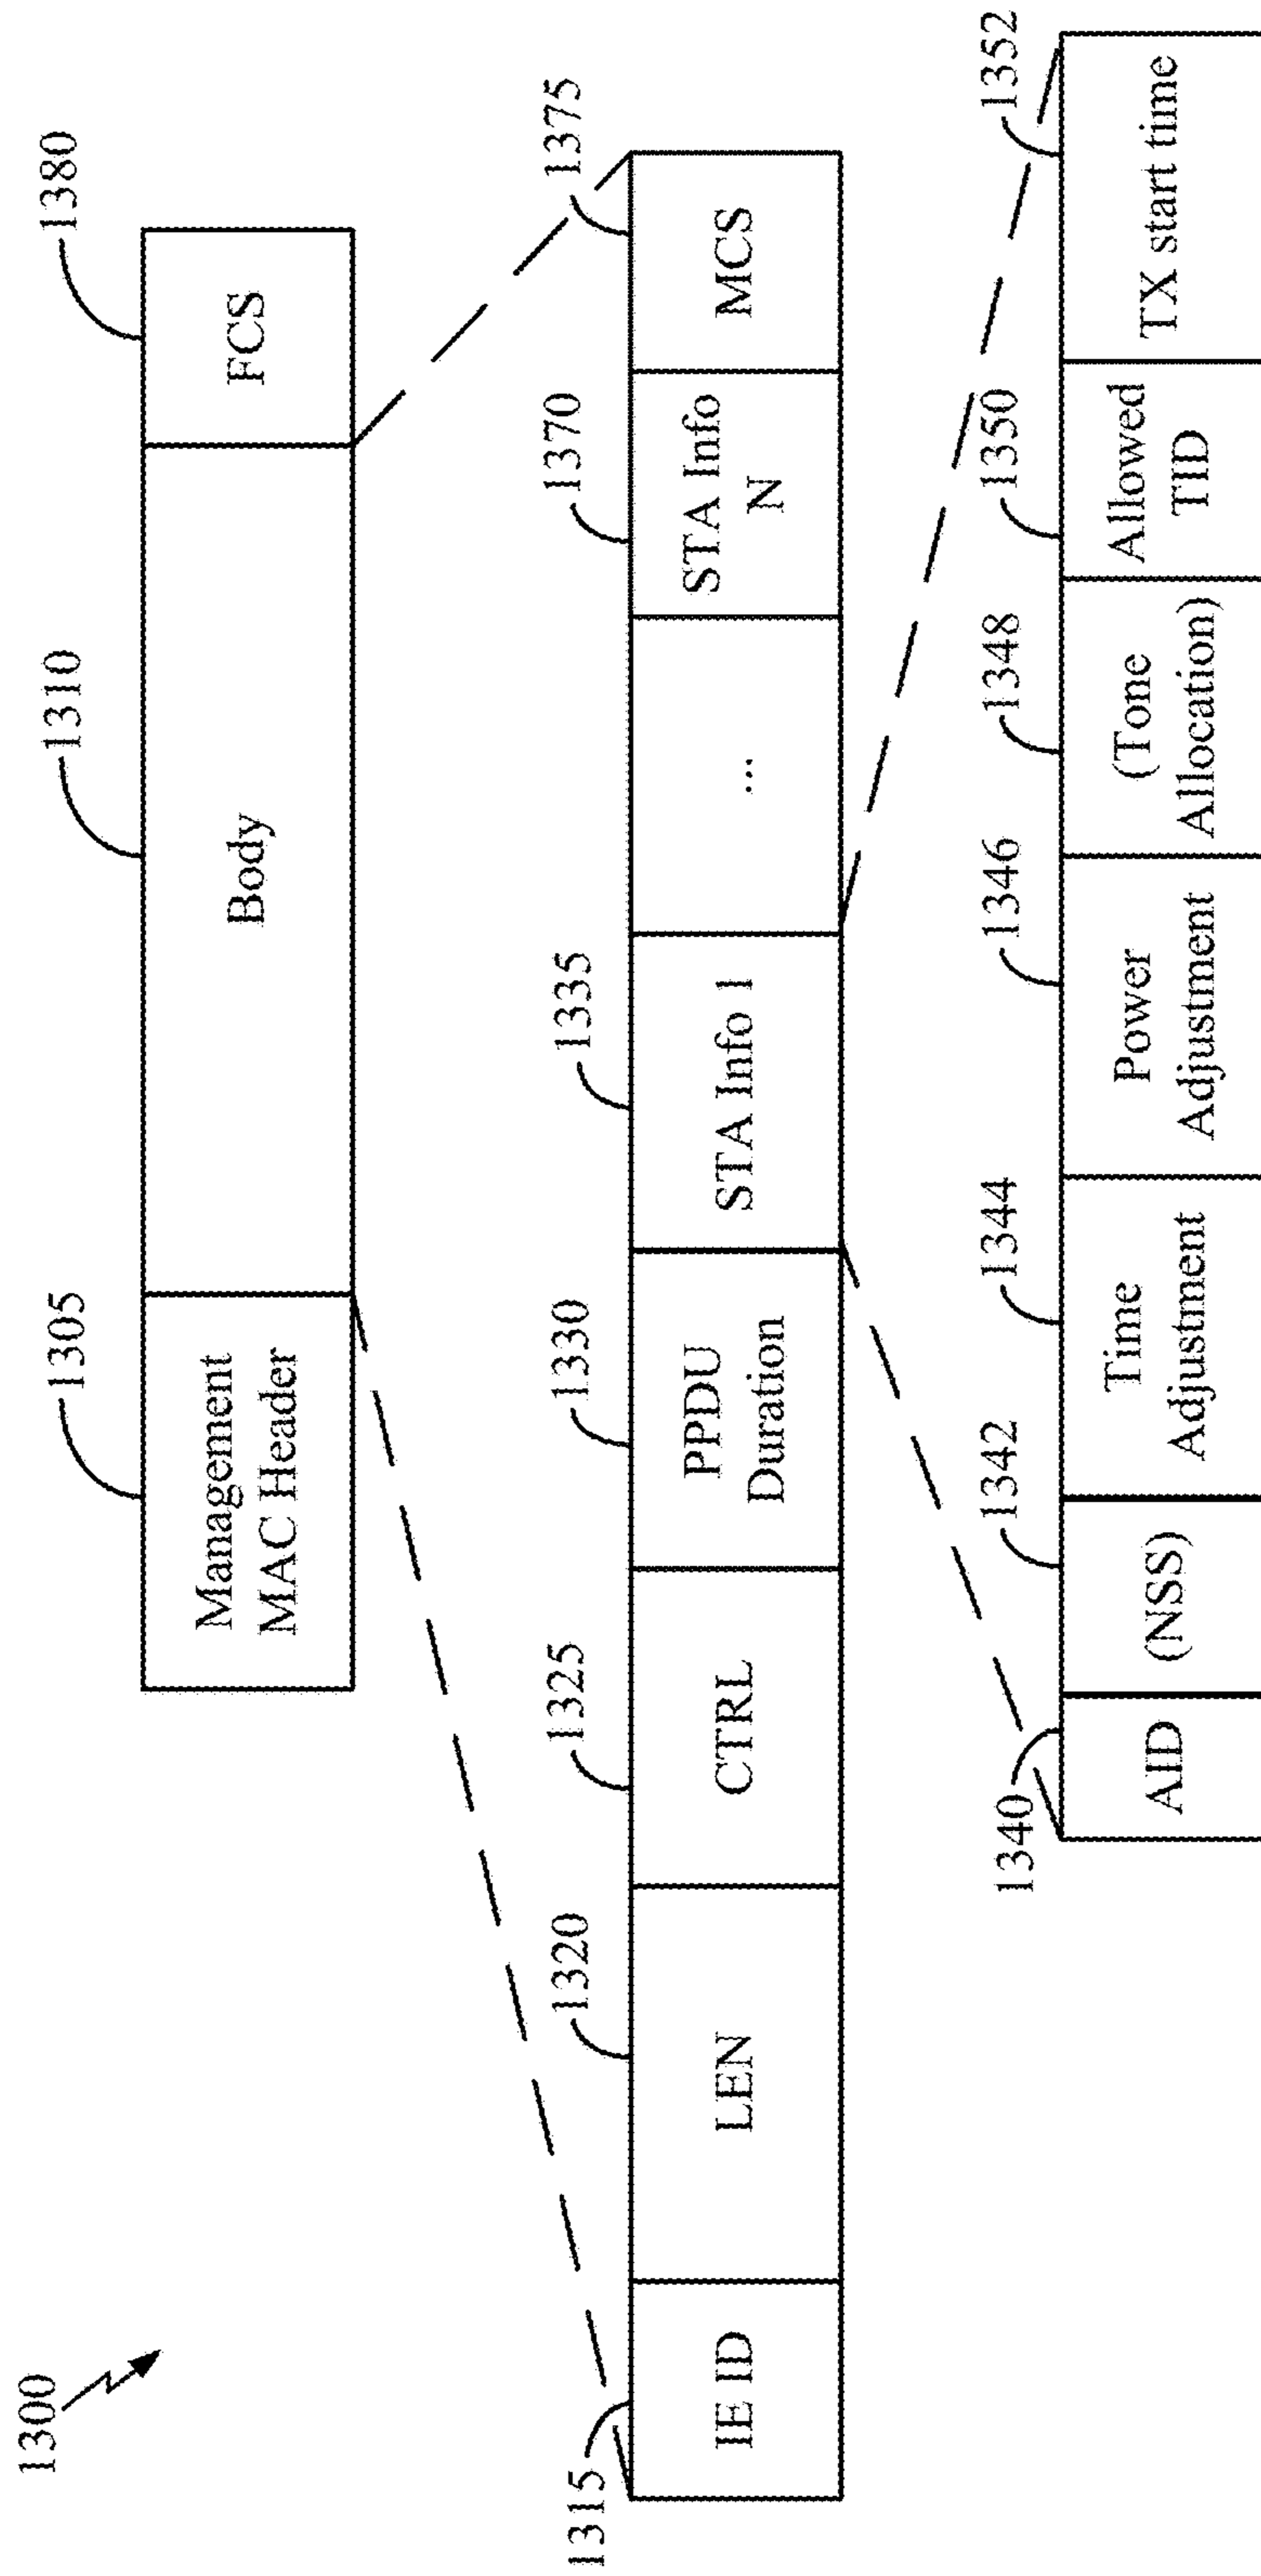 1300
1305
1310
1380
Management
MAC Header
Body
FCS
1315
1320
1325
1330
1335
1370
1375
IE ID
LEN
CTRL
PPDU
Duration
STA Info 1
...
STA Info
N
MCS
1340
1342
1344
1346
1348
1350
1352
AID
(NSS)
Time
Adjustment
Power
Adjustment
(Tone
Allocation)
Allowed
TID
TX start time